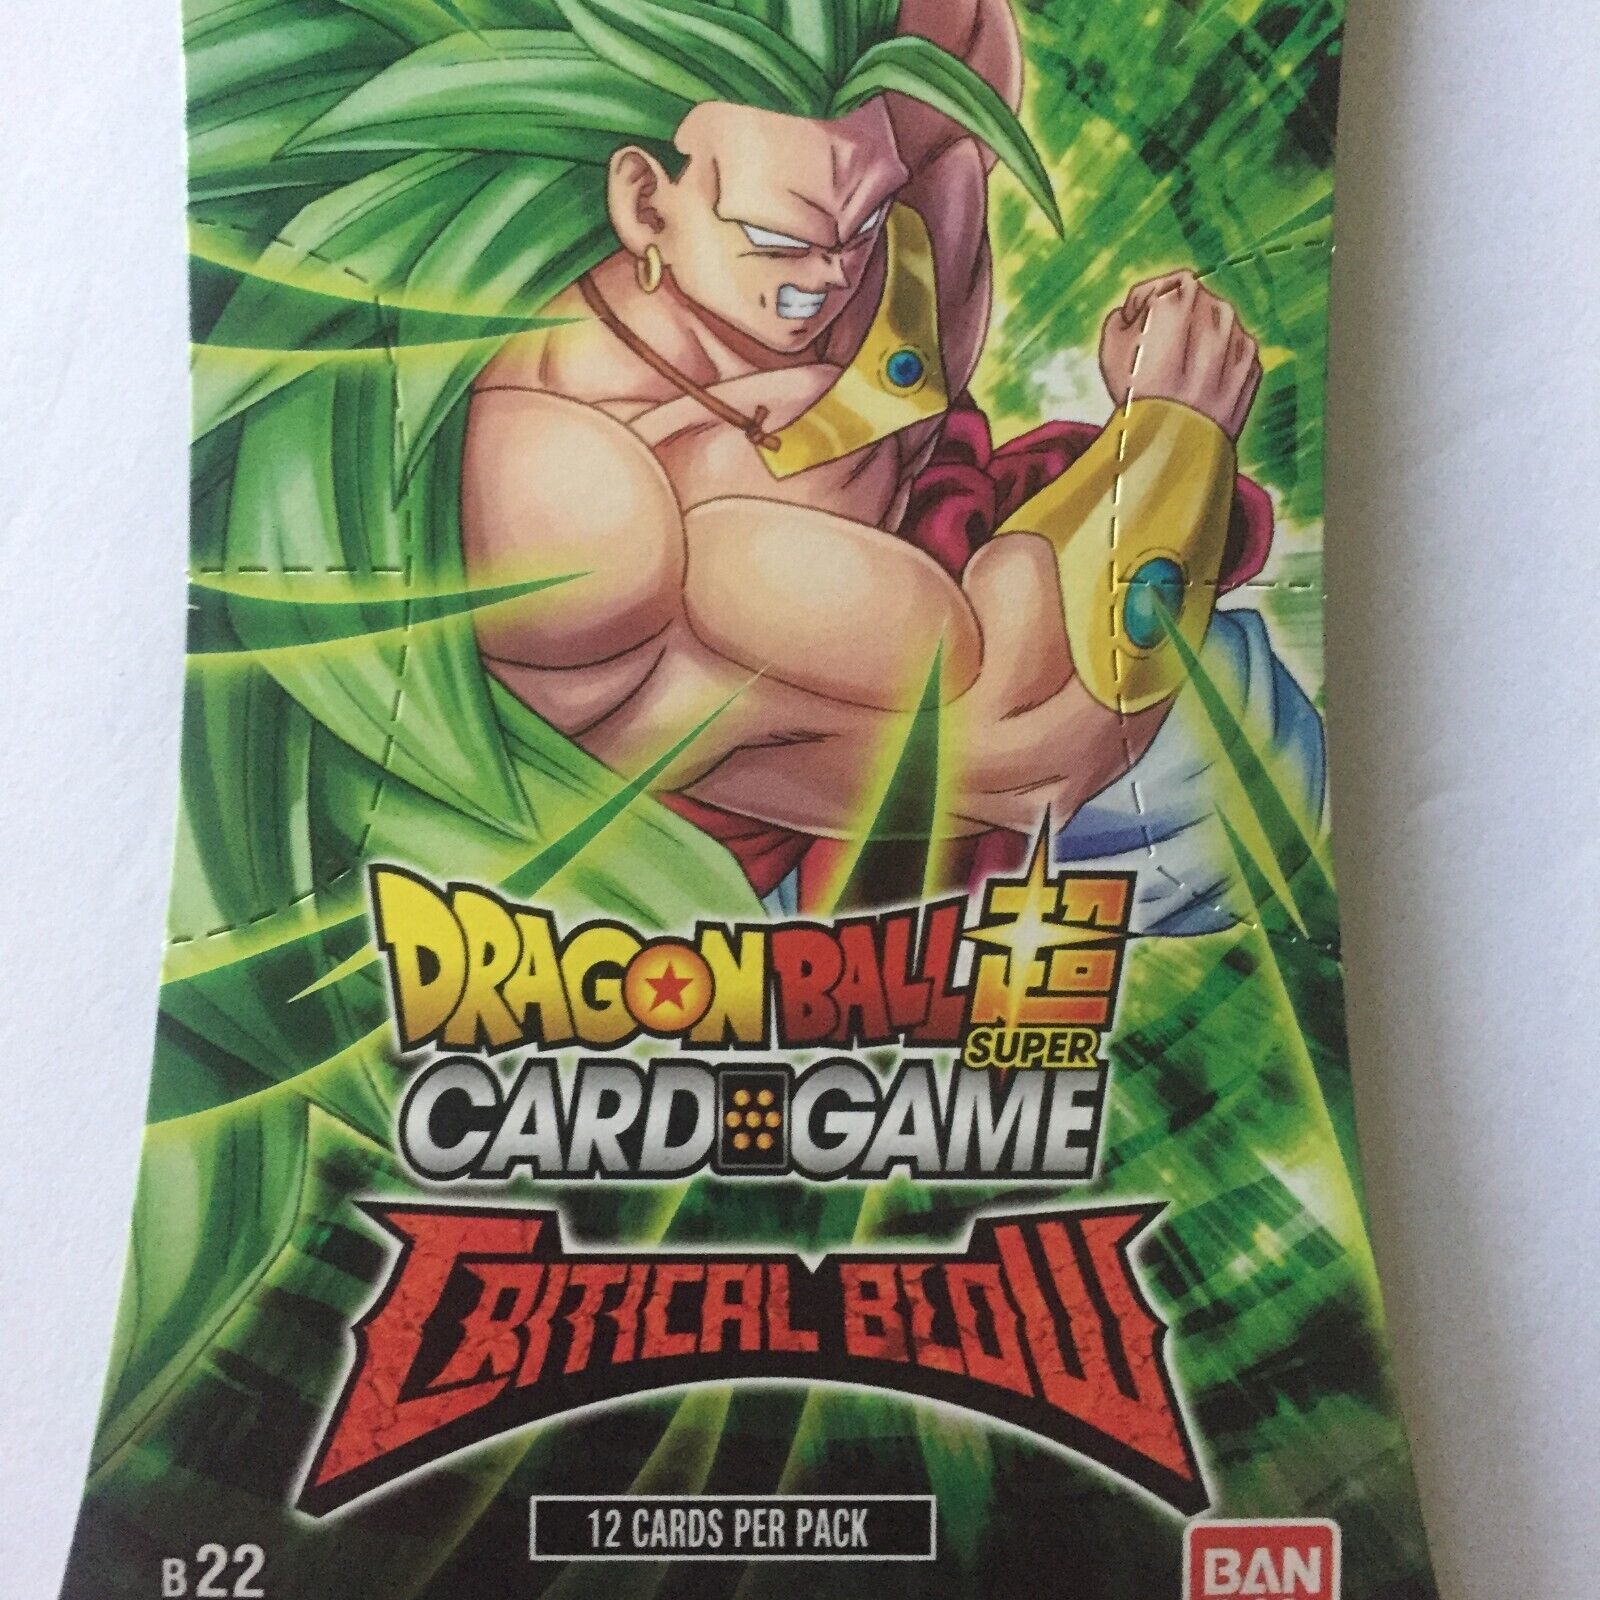 DRAGON BALL 超
SUPER
CARD GAME
CRITICAL BLOW
12 CARDS PER PACK
B22
BAN